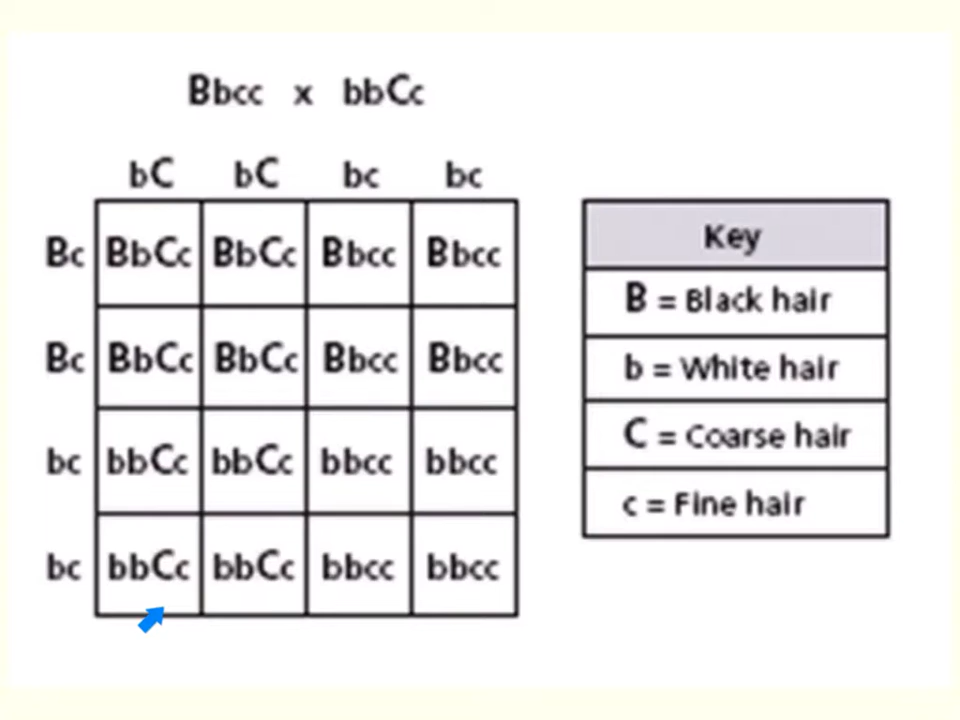 Bbcc x bbCc
bC bC bc bc
Bc BbCc BbCc Bbcc Bbcc
Bc BbCc BbCc Bbcc Bbcc
bc bbCc bbCc bbcc bbcc
bc bbCc bbCc bbcc bbcc
Key
B = Black hair
b = White hair
C = Coarse hair
c = Fine hair